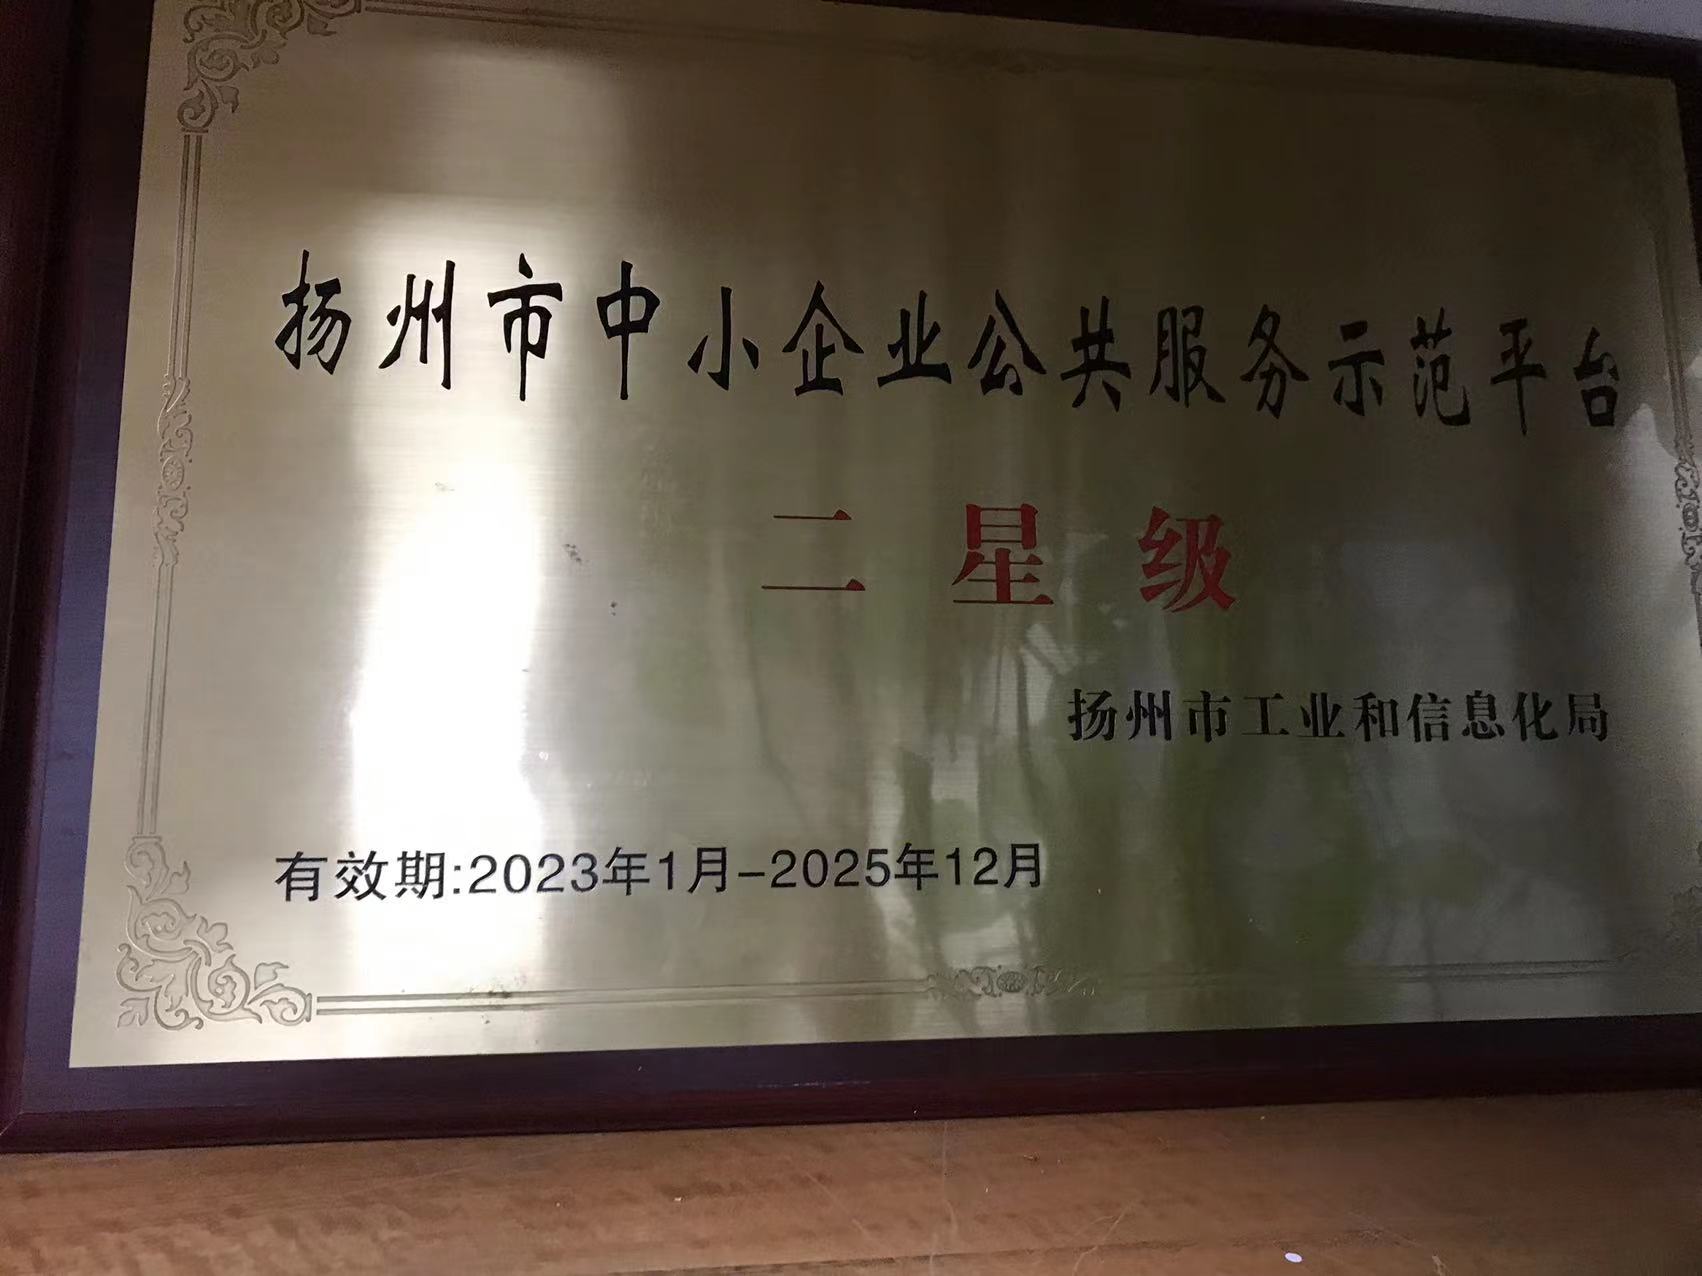 扬州市中小企业公共服务示范平台
二星级
扬州市工业和信息化局
有效期:2023年1月-2025年12月